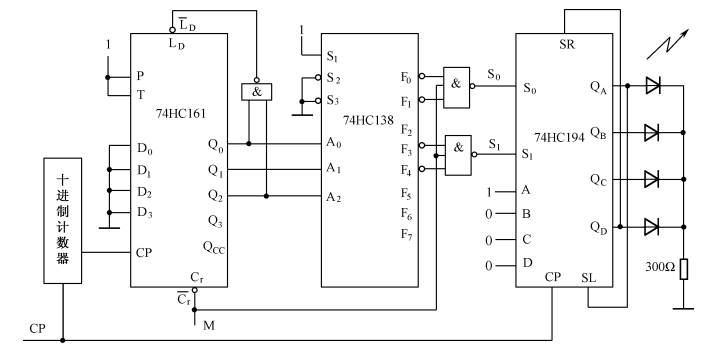 十进制计数器
CP
1
L̅D
LD
P
T
74HC161
D0
D1
D2
D3
CP
Q0
Q1
Q2
Q3
QCC
Cr
C̅r
M
&
1
S1
S2
S3
74HC138
A0
A1
A2
F0
F1
F2
F3
F4
F5
F6
F7
&
S0
&
S1
SR
S0
S1
74HC194
1
A
0
B
0
C
0
D
CP
SL
QA
QB
QC
QD
300Ω